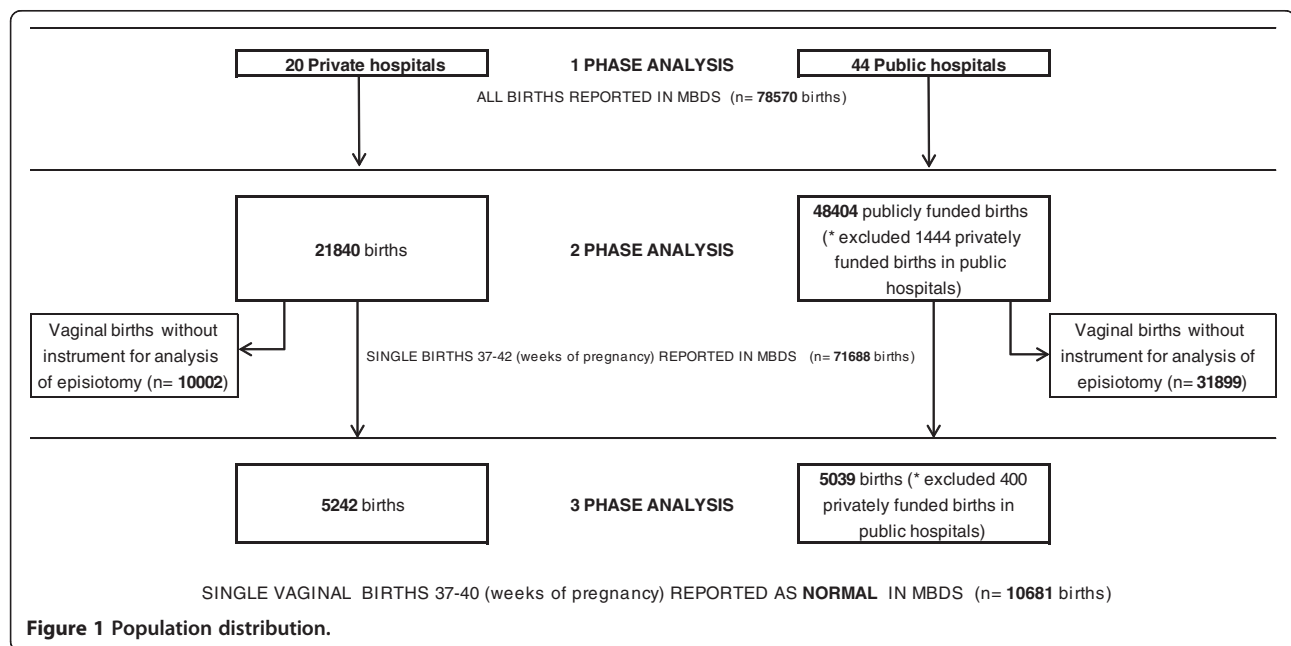 20 Private hospitals
1 PHASE ANALYSIS
44 Public hospitals
ALL BIRTHS REPORTED IN MBDS (n= 78570 births)
21840 births
2 PHASE ANALYSIS
48404 publicly funded births
(* excluded 1444 privately
funded births in public
hospitals)
Vaginal births without
instrument for analysis
of episiotomy (n= 10002)
SINGLE BIRTHS 37-42 (weeks of pregnancy) REPORTED IN MBDS (n= 71688 births)
Vaginal births without
instrument for analysis of
episiotomy (n= 31899)
5242 births
3 PHASE ANALYSIS
5039 births (* excluded 400
privately funded births in
public hospitals)
SINGLE VAGINAL BIRTHS 37-40 (weeks of pregnancy) REPORTED AS NORMAL IN MBDS (n= 10681 births)
Figure 1 Population distribution.